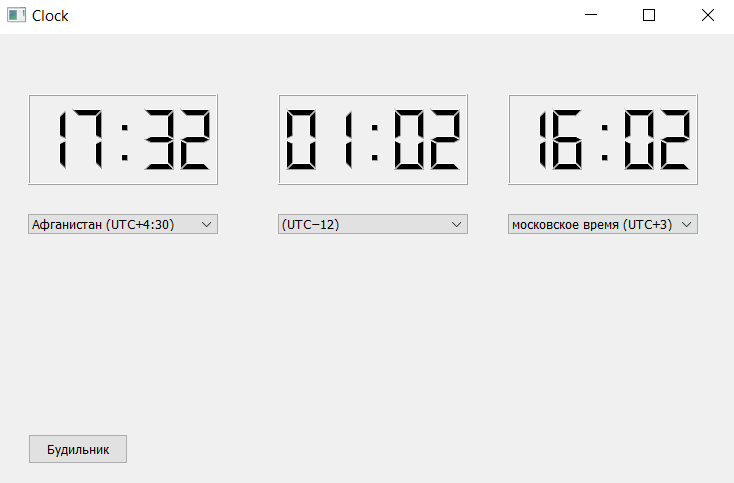 Clock
17:32 01:02 16:02
Афганистан (UTC+4:30) (UTC−12) московское время (UTC+3)
Будильник